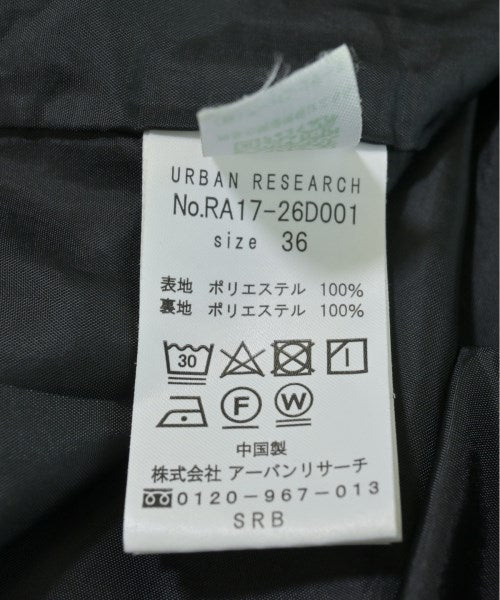 URBAN RESEARCH
No.RA17-26D001
size 36
表地 ポリエステル 100%
裏地 ポリエステル 100%
30
F W
中国製
株式会社 アーバンリサーチ
0120-967-013
SRB